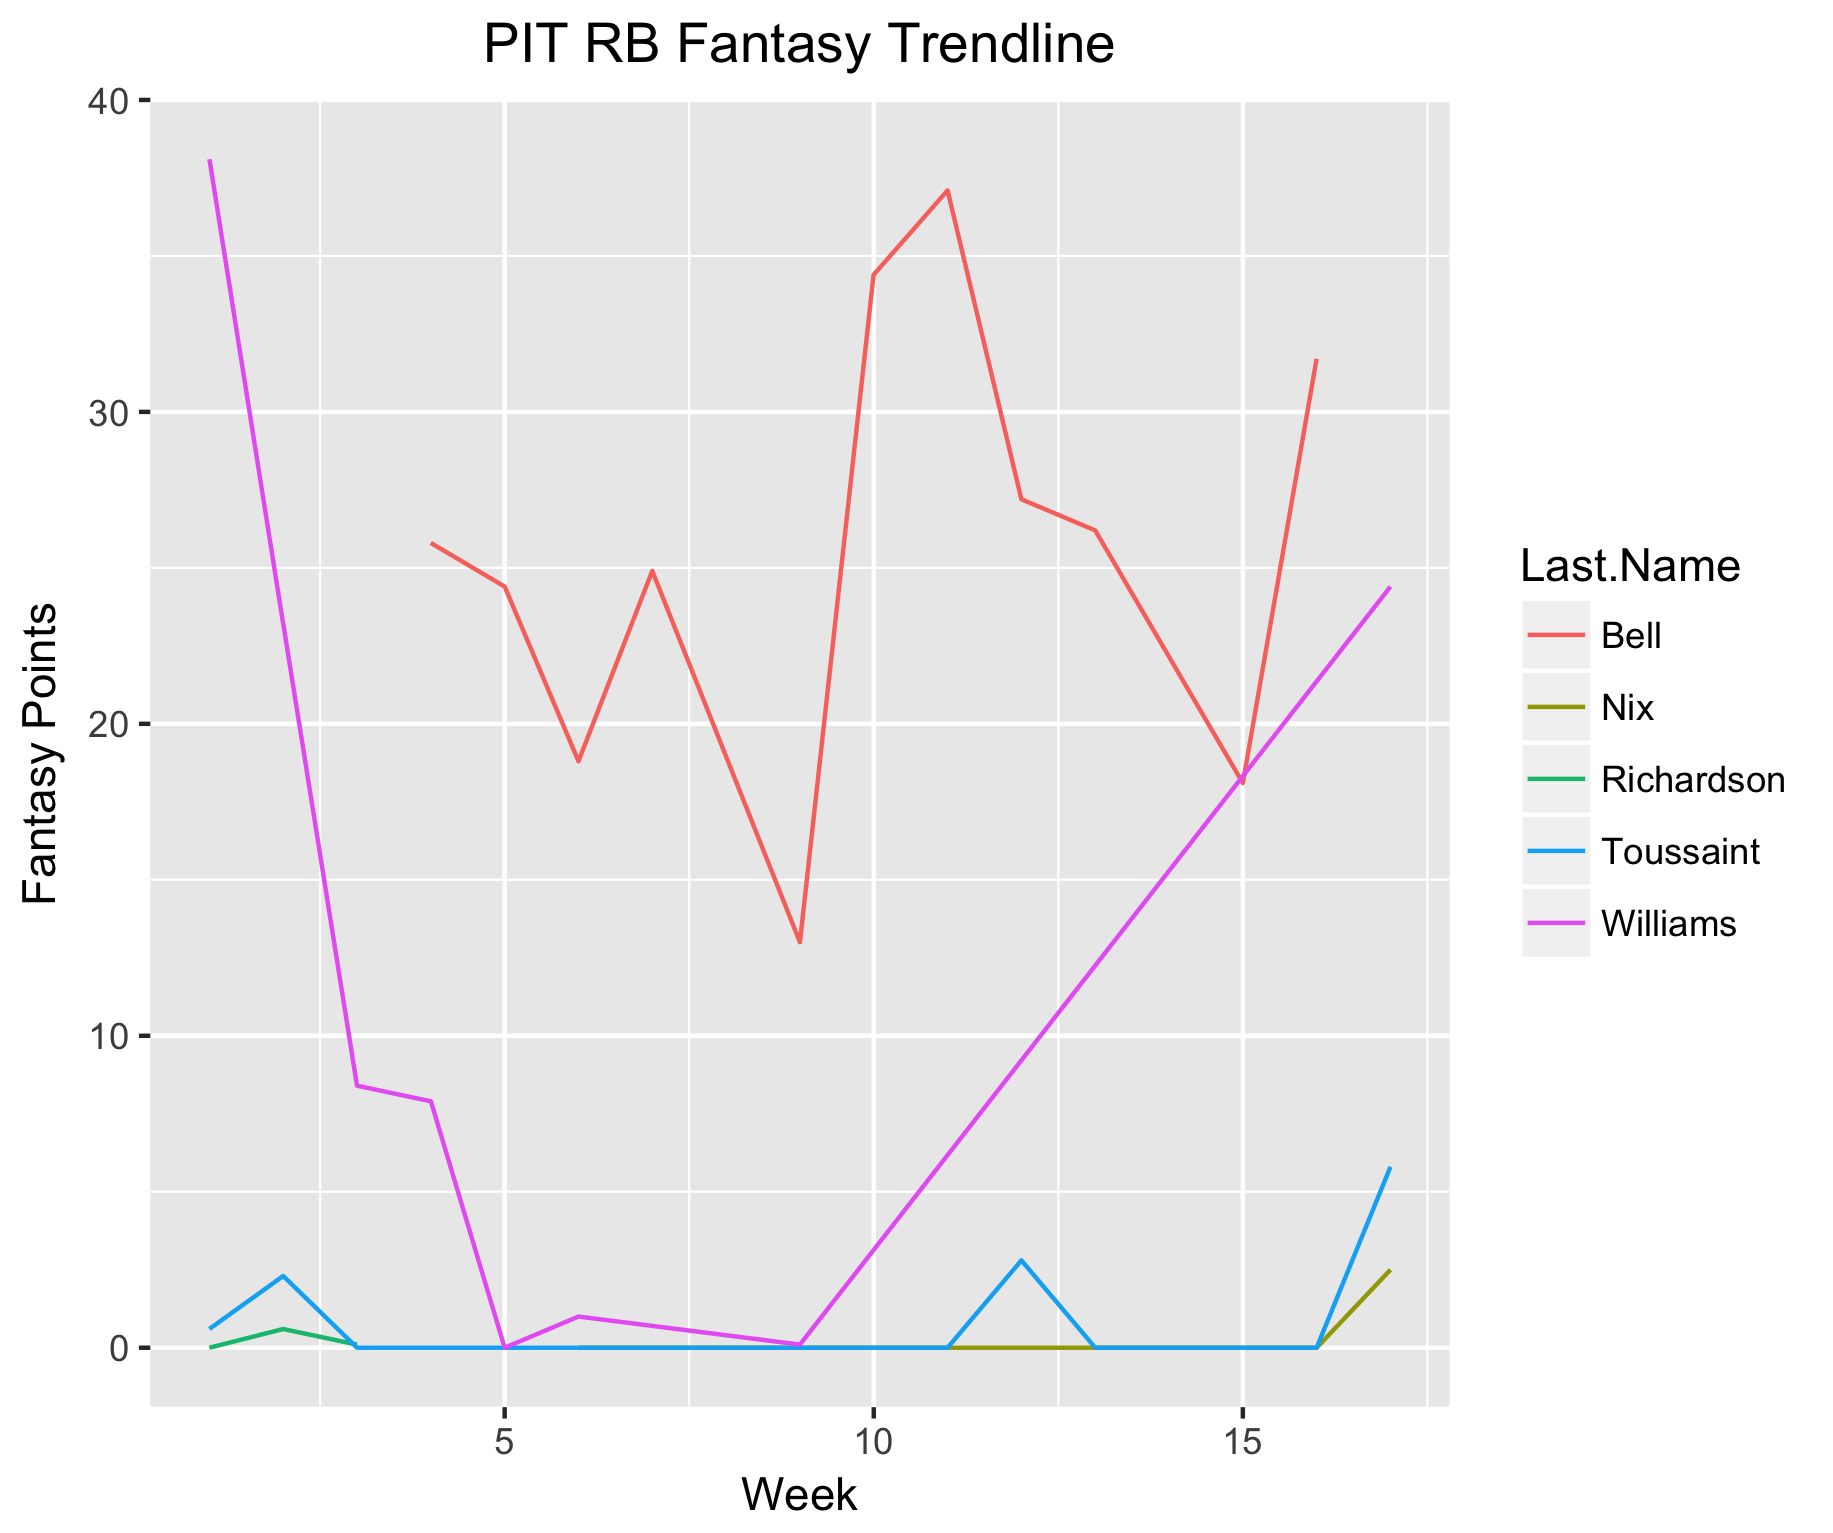 PIT RB Fantasy Trendline
40
30
20
10
0
Fantasy Points
5
10
15
Week
Last.Name
Bell
Nix
Richardson
Toussaint
Williams